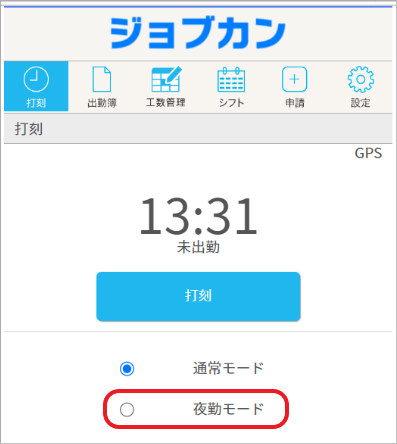 ジョブカン
打刻 出勤簿 工数管理 シフト 申請 設定
打刻
GPS
13:31
未出勤
打刻
通常モード
夜勤モード